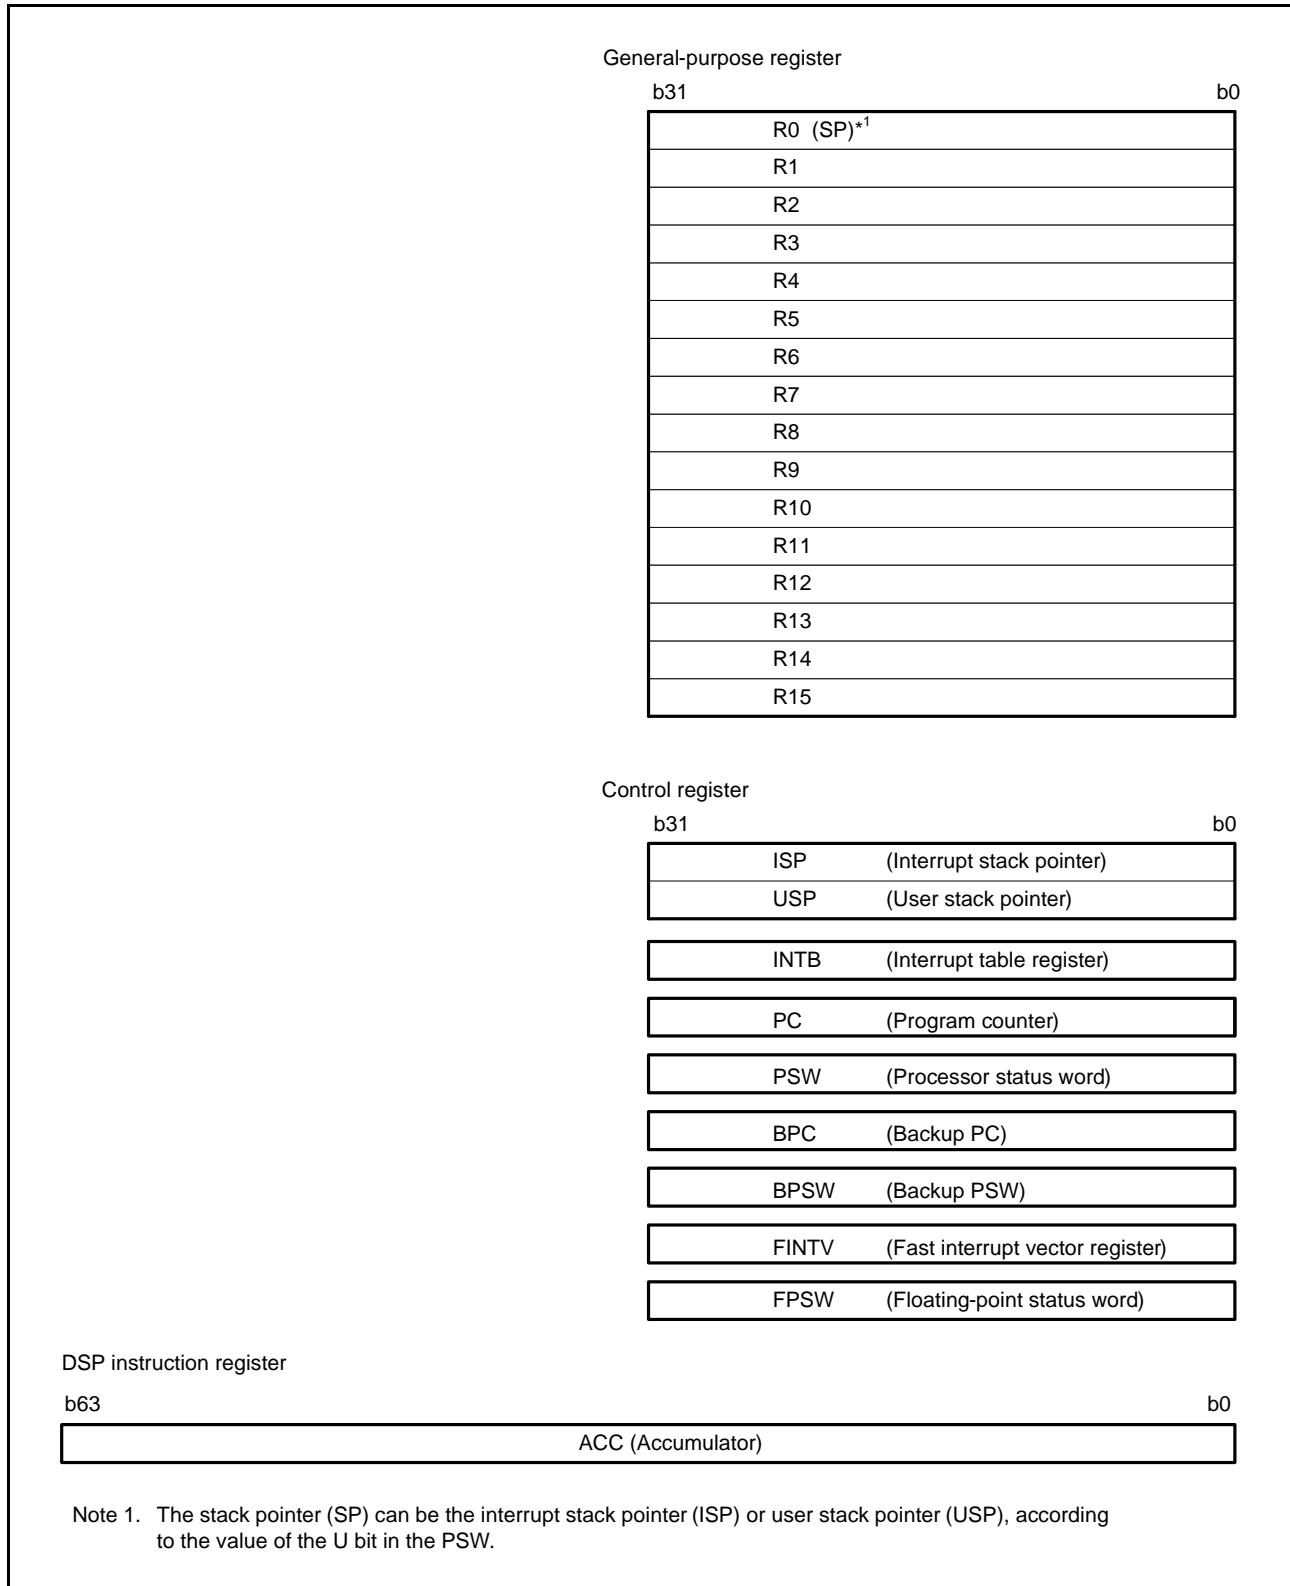 General-purpose register
b31 b0
R0 (SP)*1
R1
R2
R3
R4
R5
R6
R7
R8
R9
R10
R11
R12
R13
R14
R15
Control register
b31 b0
ISP (Interrupt stack pointer)
USP (User stack pointer)
INTB (Interrupt table register)
PC (Program counter)
PSW (Processor status word)
BPC (Backup PC)
BPSW (Backup PSW)
FINTV (Fast interrupt vector register)
FPSW (Floating-point status word)
DSP instruction register
b63 b0
ACC (Accumulator)
Note 1. The stack pointer (SP) can be the interrupt stack pointer (ISP) or user stack pointer (USP), according
to the value of the U bit in the PSW.